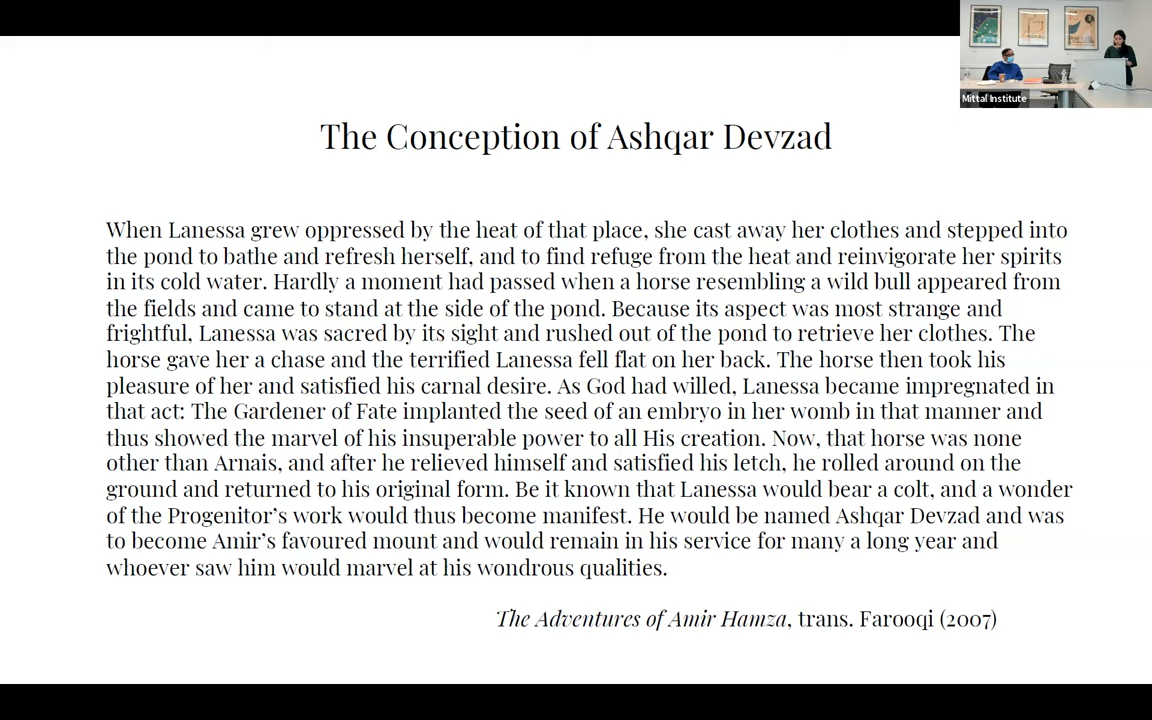 Mittal Institute
The Conception of Ashqar Devzad
When Lanessa grew oppressed by the heat of that place, she cast away her clothes and stepped into
the pond to bathe and refresh herself, and to find refuge from the heat and reinvigorate her spirits
in its cold water. Hardly a moment had passed when a horse resembling a wild bull appeared from
the fields and came to stand at the side of the pond. Because its aspect was most strange and
frightful, Lanessa was sacred by its sight and rushed out of the pond to retrieve her clothes. The
horse gave her a chase and the terrified Lanessa fell flat on her back. The horse then took his
pleasure of her and satisfied his carnal desire. As God had willed, Lanessa became impregnated in
that act: The Gardener of Fate implanted the seed of an embryo in her womb in that manner and
thus showed the marvel of his insuperable power to all His creation. Now, that horse was none
other than Arnais, and after he relieved himself and satisfied his letch, he rolled around on the
ground and returned to his original form. Be it known that Lanessa would bear a colt, and a wonder
of the Progenitor’s work would thus become manifest. He would be named Ashqar Devzad and was
to become Amir’s favoured mount and would remain in his service for many a long year and
whoever saw him would marvel at his wondrous qualities.
The Adventures of Amir Hamza, trans. Farooqi (2007)